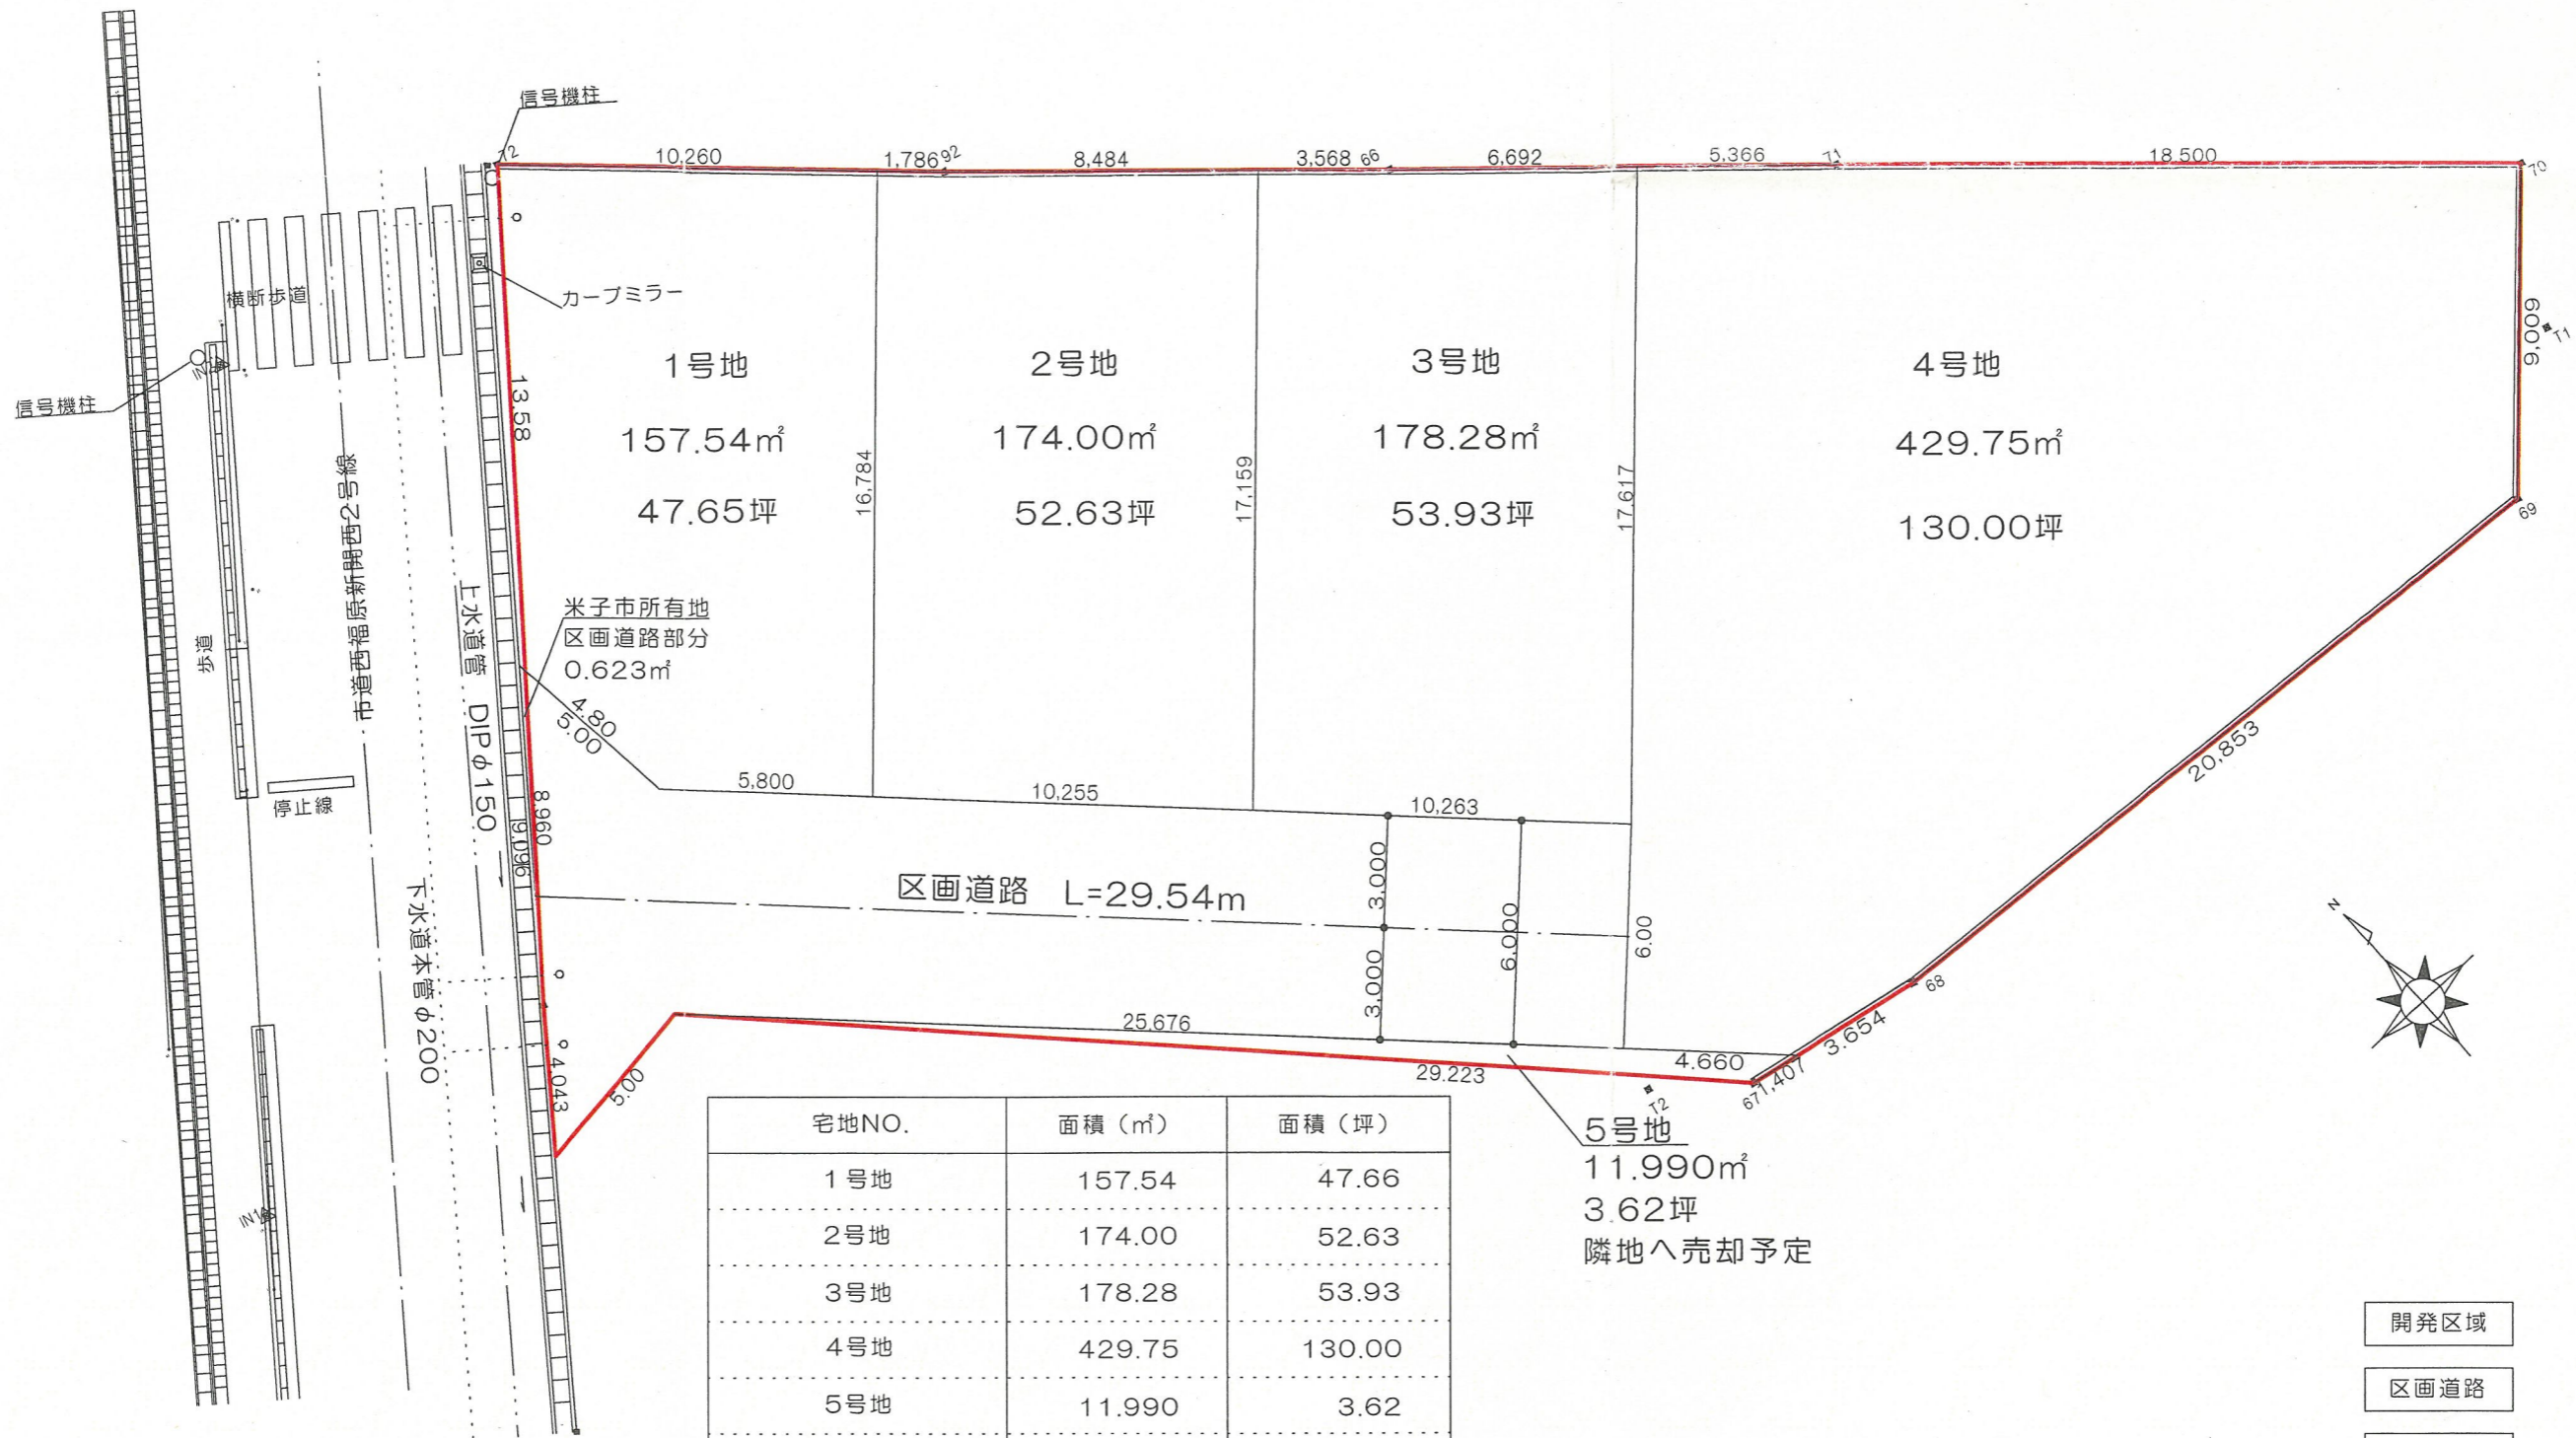 信号機柱
72
10,260
1,786
92
8,484
3,568
66
6,692
5,366
71
18,500
70
9,009
T1
69
横断歩道
カーブミラー
信号機柱
13.58
1号地
157.54㎡
47.65坪
16,784
2号地
174.00㎡
52.63坪
17,159
3号地
178.28㎡
53.93坪
17,617
4号地
429.75㎡
130.00坪
市道西福原新開西2号線
歩道
上水道管 DIPφ150
下水道本管φ200
停止線
米子市所有地
区画道路部分
0.623㎡
4.80
5.00
5,800
10,255
10,263
8,960
9.096
区画道路 L=29.54m
3,000
3,000
6,000
6.00
20,853
N
68
3.654
25,676
4.660
29.223
1,407
67
T2
4.043
5.00
5号地
11.990㎡
3.62坪
隣地へ売却予定
IN1
宅地NO. 面積（㎡） 面積（坪）
1号地 157.54 47.66
2号地 174.00 52.63
3号地 178.28 53.93
4号地 429.75 130.00
5号地 11.990 3.62
開発区域
区画道路